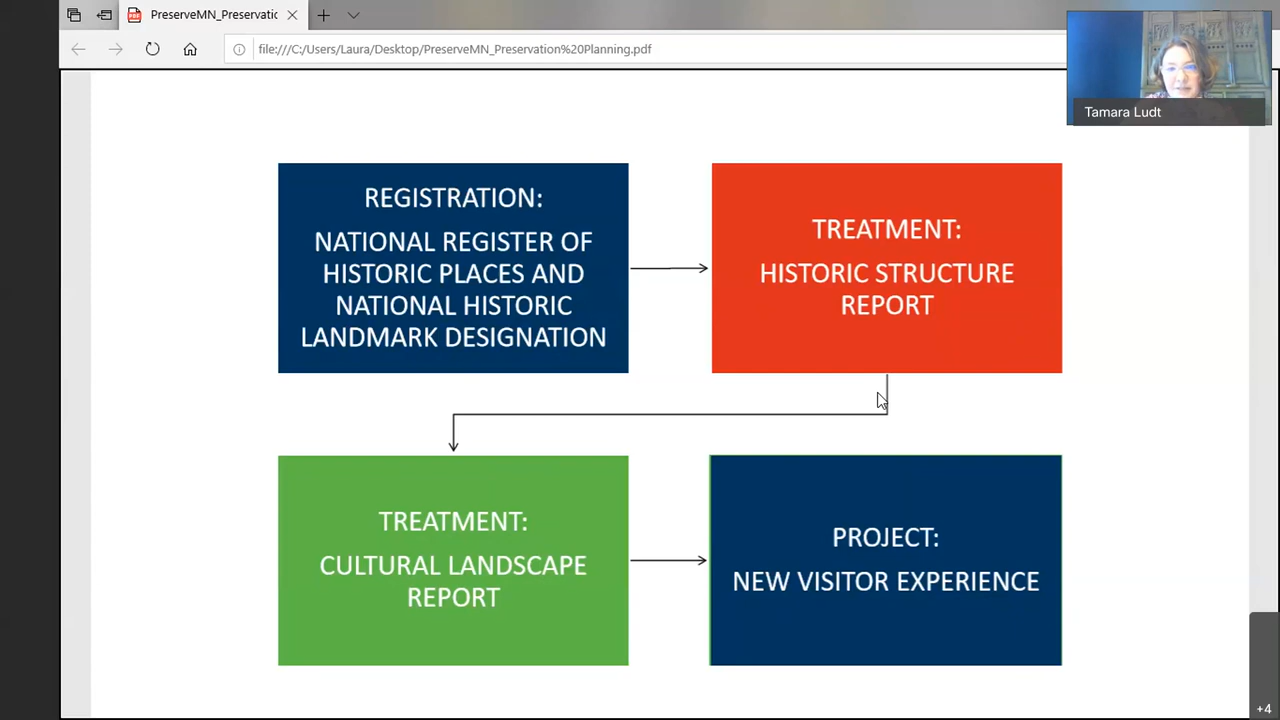 PreserveMN_Preservatic
file:///C:/Users/Laura/Desktop/PreserveMN_Preservation%20Planning.pdf
Tamara Ludt
REGISTRATION:
NATIONAL REGISTER OF
HISTORIC PLACES AND
NATIONAL HISTORIC
LANDMARK DESIGNATION
TREATMENT:
HISTORIC STRUCTURE
REPORT
TREATMENT:
CULTURAL LANDSCAPE
REPORT
PROJECT:
NEW VISITOR EXPERIENCE
+4